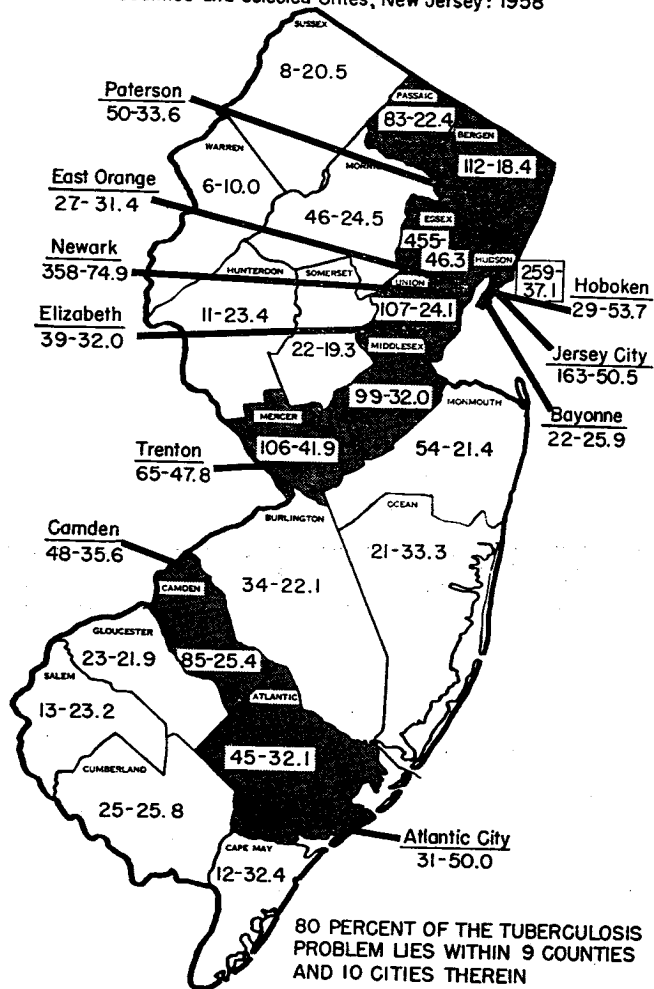 and Selected Cities, New Jersey: 1958
SUSSEX
8-20.5
Paterson
50-33.6
PASSAIC
83-22.4
BERGEN
112-18.4
WARREN
6-10.0
MORR
46-24.5
East Orange
27-31.4
ESSEX
455-
46.3
HUDSON
259-
37.1
Newark
358-74.9
HUNTERDON
11-23.4
SOMERSET
22-19.3
UNION
107-24.1
Hoboken
29-53.7
Elizabeth
39-32.0
MIDDLESEX
99-32.0
Jersey City
163-50.5
Bayonne
22-25.9
MERCER
106-41.9
MONMOUTH
54-21.4
Trenton
65-47.8
BURLINGTON
34-22.1
OCEAN
21-33.3
Camden
48-35.6
CAMDEN
85-25.4
GLOUCESTER
23-21.9
SALEM
13-23.2
ATLANTIC
45-32.1
CUMBERLAND
25-25.8
Atlantic City
31-50.0
CAPE MAY
12-32.4
80 PERCENT OF THE TUBERCULOSIS
PROBLEM LIES WITHIN 9 COUNTIES
AND 10 CITIES THEREIN